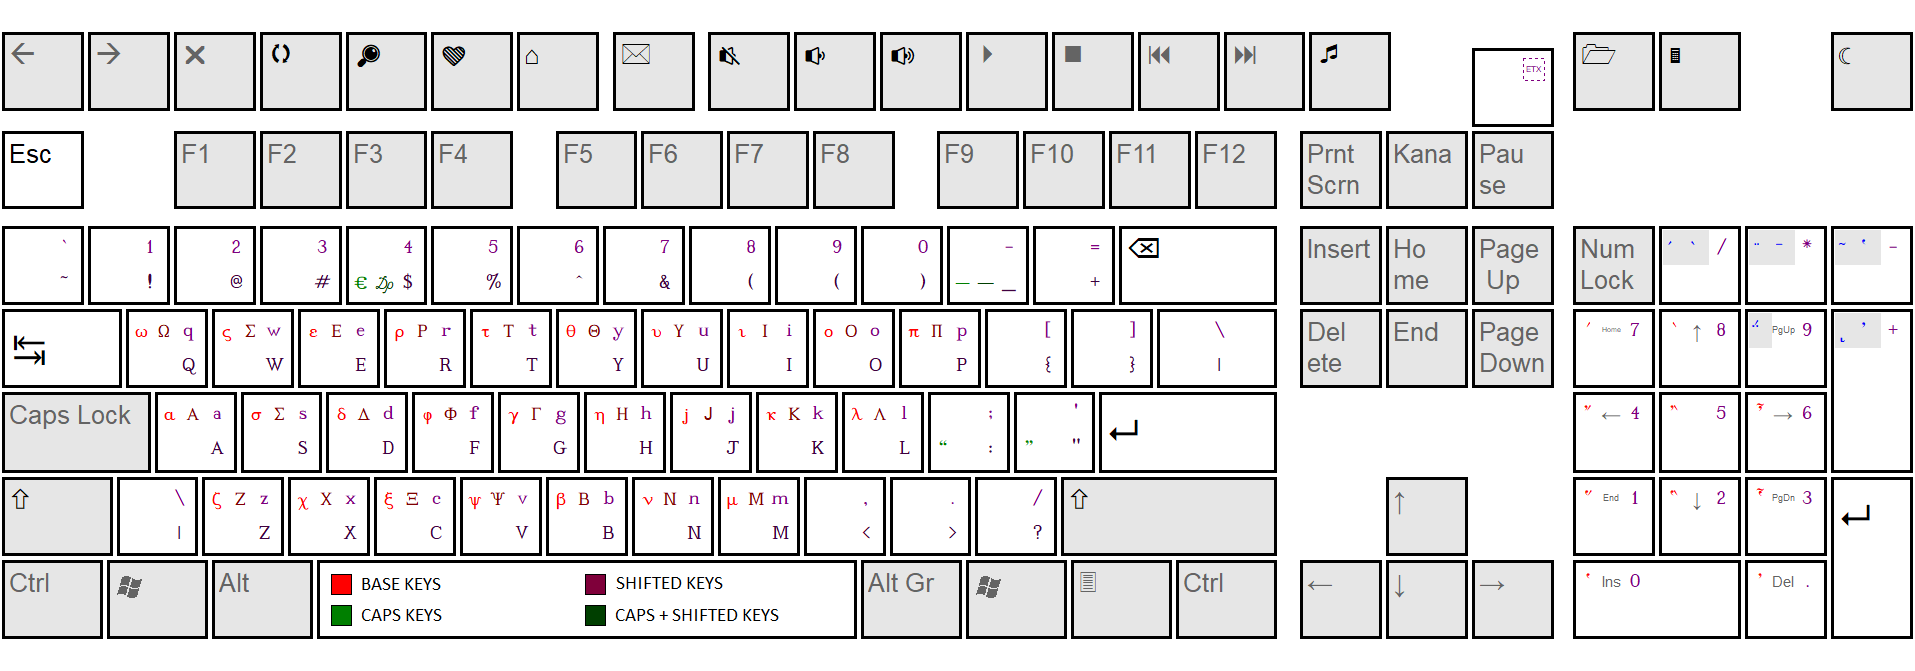 ETX
Esc F1 F2 F3 F4 F5 F6 F7 F8 F9 F10 F11 F12 Prnt Scrn Kana Pau se
` 1 2 3 4 5 6 7 8 9 0 - =
~ ! @ # € ₯ $ % ^ & ( ( ) — — _ +
Insert Ho me Page Up Num Lock / * -
ω Ω q ς Σ w ε E e ρ P r τ T t θ Θ y υ Y u ι I i ο O o π Π p [ ] \
Q W E R T Y U I O P { } |
Del ete End Page Down Home 7 ↑ 8 PgUp 9 +
Caps Lock α A a σ Σ s δ Δ d φ Φ f γ Γ g η H h j J j κ K k λ Λ l ; '
A S D F G H J K L “ : ” "
← 4 5 → 6
\ ζ Z z χ X x ξ Ξ c ψ Ψ v β B b ν N n μ M m , . /
| Z X C V B N M < > ?
End 1 ↓ 2 PgDn 3
Ctrl Alt BASE KEYS SHIFTED KEYS Alt Gr Ctrl Ins 0 Del .
CAPS KEYS CAPS + SHIFTED KEYS